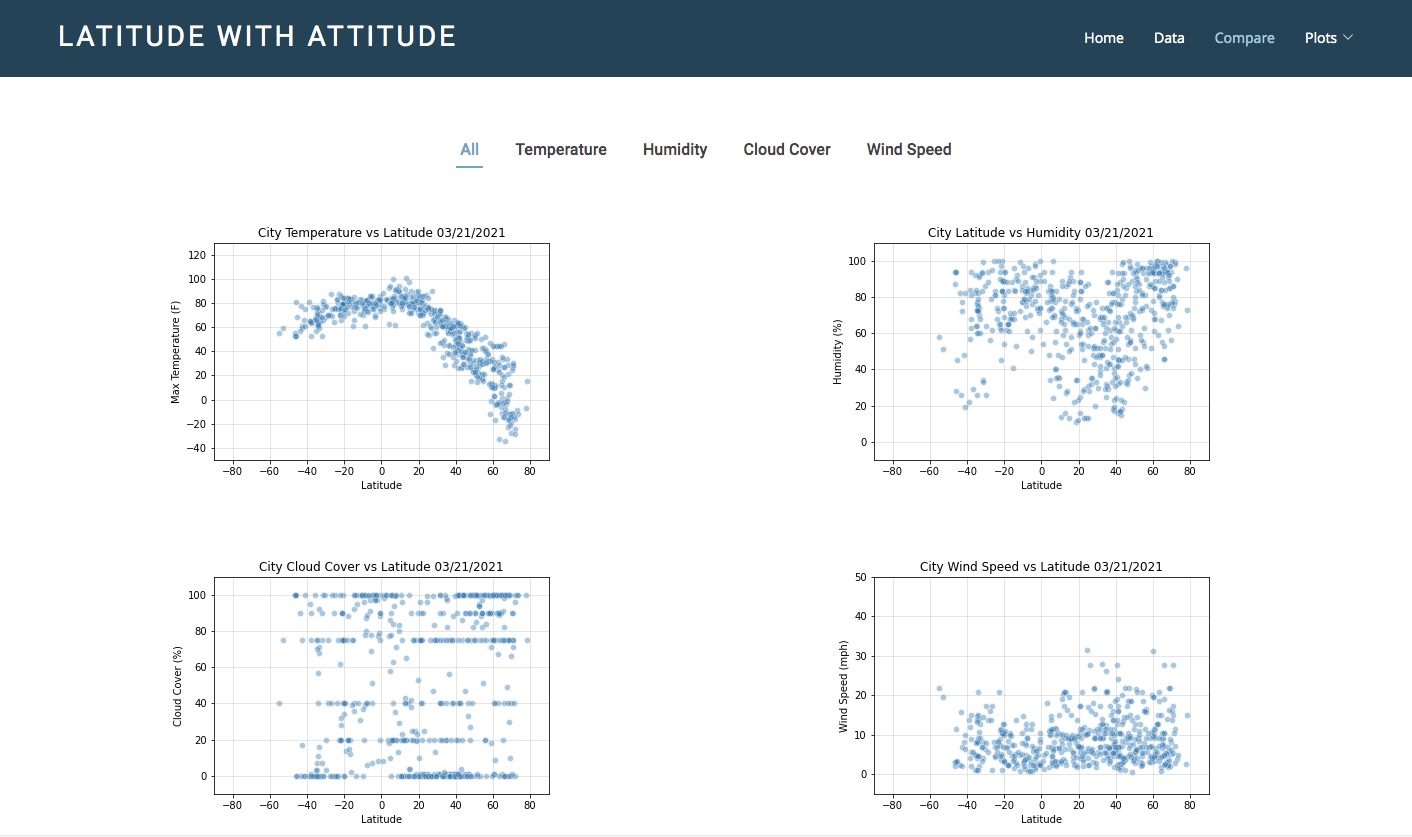 LATITUDE WITH ATTITUDE
Home Data Compare Plots
All Temperature Humidity Cloud Cover Wind Speed
City Temperature vs Latitude 03/21/2021
120
100
80
60
40
20
0
−20
−40
Max Temperature (F)
−80 −60 −40 −20 0 20 40 60 80
Latitude
City Latitude vs Humidity 03/21/2021
100
80
60
40
20
0
Humidity (%)
−80 −60 −40 −20 0 20 40 60 80
Latitude
City Cloud Cover vs Latitude 03/21/2021
100
80
60
40
20
0
Cloud Cover (%)
−80 −60 −40 −20 0 20 40 60 80
Latitude
City Wind Speed vs Latitude 03/21/2021
50
40
30
20
10
0
Wind Speed (mph)
−80 −60 −40 −20 0 20 40 60 80
Latitude